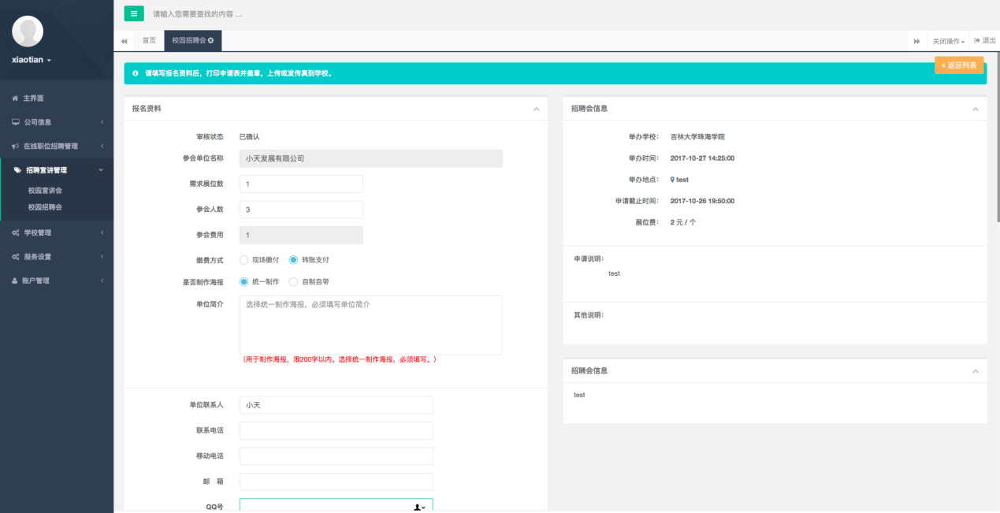 请输入您需要查找的内容 …
首页
校园招聘会
关闭操作
退出
xiaotian
主界面
公司信息
在线职位招聘管理
招聘宣讲管理
校园宣讲会
校园招聘会
学校管理
服务设置
账户管理
请填写报名资料后，打印申请表并盖章，上传或发传真到学校。
« 返回列表
报名资料
审核状态 已确认
参会单位名称 小天发展有限公司
需求展位数 1
参会人数 3
参会费用 1
缴费方式 现场缴付 转账支付
是否制作海报 统一制作 自制自带
单位简介 选择统一制作海报，必须填写单位简介
（用于制作海报，限200字以内。选择统一制作海报，必须填写。）
单位联系人 小天
联系电话
移动电话
邮 箱
QQ号
招聘会信息
举办学校： 吉林大学珠海学院
举办时间： 2017-10-27 14:25:00
举办地点： test
申请截止时间： 2017-10-26 19:50:00
展位费： 2 元 / 个
申请说明：
test
其他说明：
招聘会信息
test